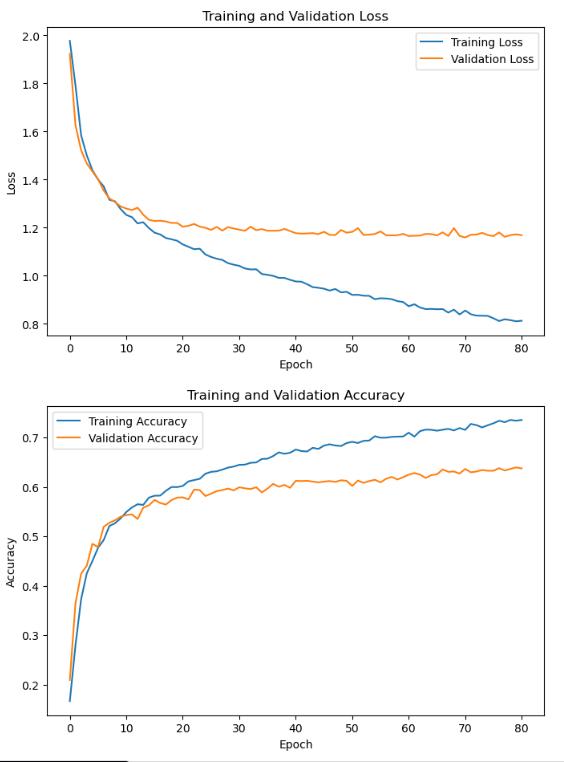 Training and Validation Loss
2.0
Training Loss
Validation Loss
1.8
1.6
1.4
1.2
1.0
0.8
Loss
0 10 20 30 40 50 60 70 80
Epoch
Training and Validation Accuracy
Training Accuracy
Validation Accuracy
0.7
0.6
0.5
0.4
0.3
0.2
Accuracy
0 10 20 30 40 50 60 70 80
Epoch